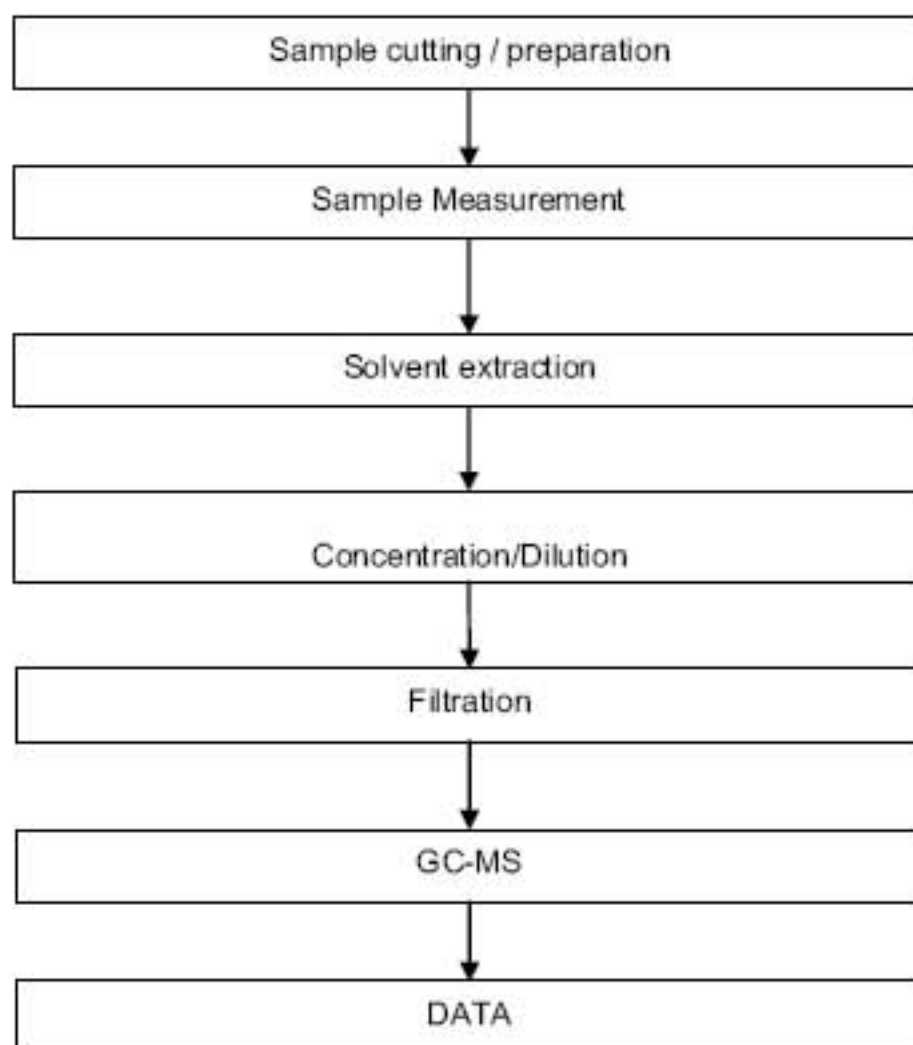 Sample cutting / preparation
Sample Measurement
Solvent extraction
Concentration/Dilution
Filtration
GC-MS
DATA